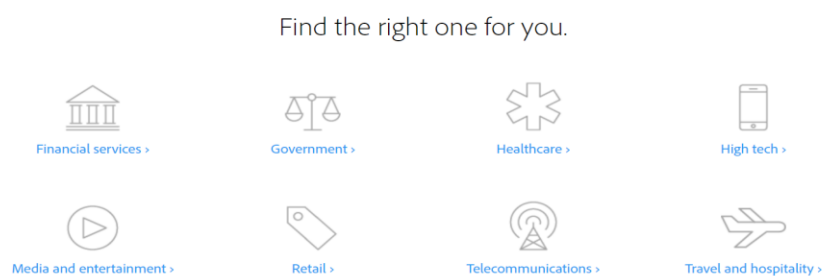 Find the right one for you.
Financial services ›
Government ›
Healthcare ›
High tech ›
Media and entertainment ›
Retail ›
Telecommunications ›
Travel and hospitality ›